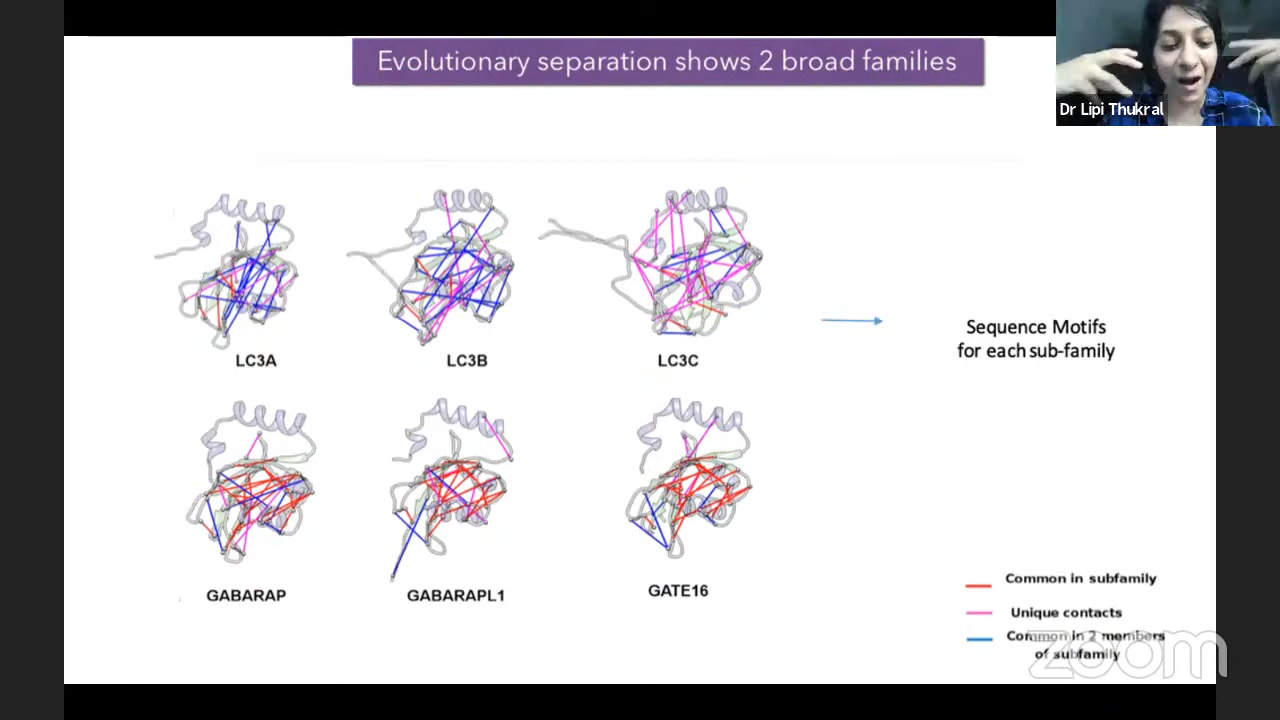 Evolutionary separation shows 2 broad families
Dr Lipi Thukral
LC3A
LC3B
LC3C
Sequence Motifs
for each sub-family
GABARAP
GABARAPL1
GATE16
Common in subfamily
Unique contacts
Common in 2 members
of subfamily
zoom